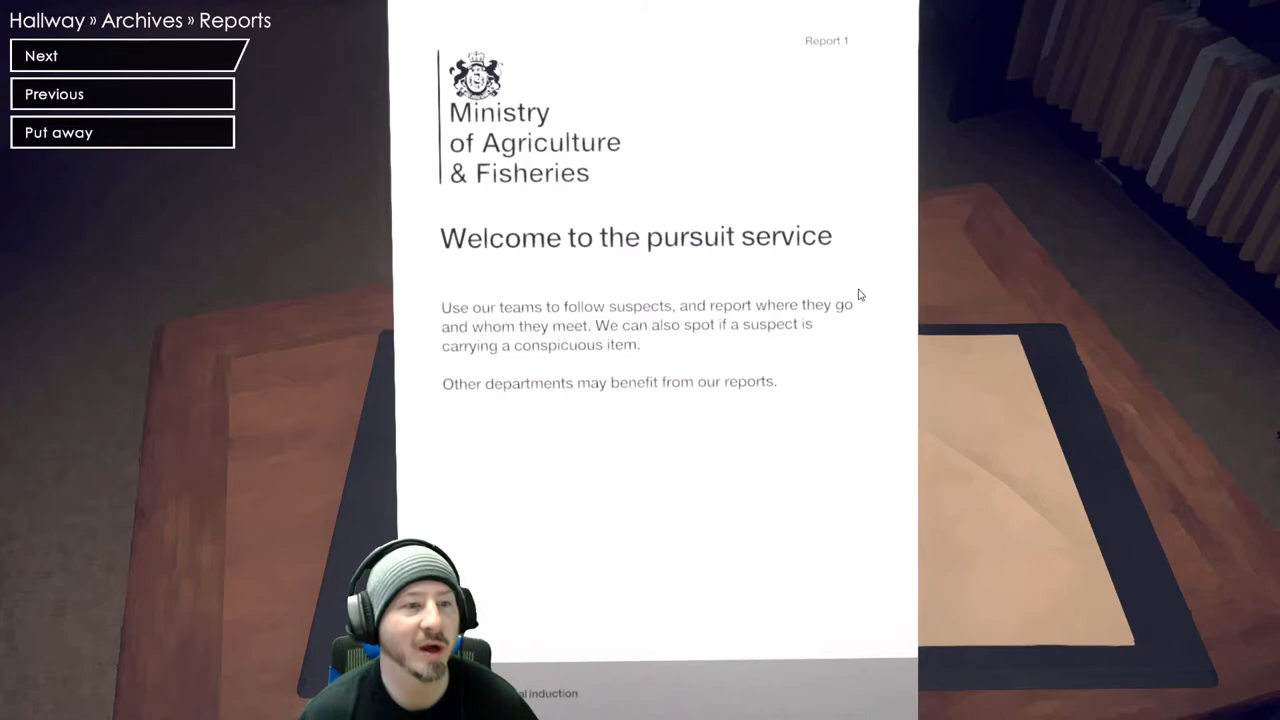 Hallway » Archives » Reports
Next
Previous
Put away
Report 1
Ministry
of Agriculture
& Fisheries
Welcome to the pursuit service
Use our teams to follow suspects, and report where they go
and whom they meet. We can also spot if a suspect is
carrying a conspicuous item.
Other departments may benefit from our reports.
induction